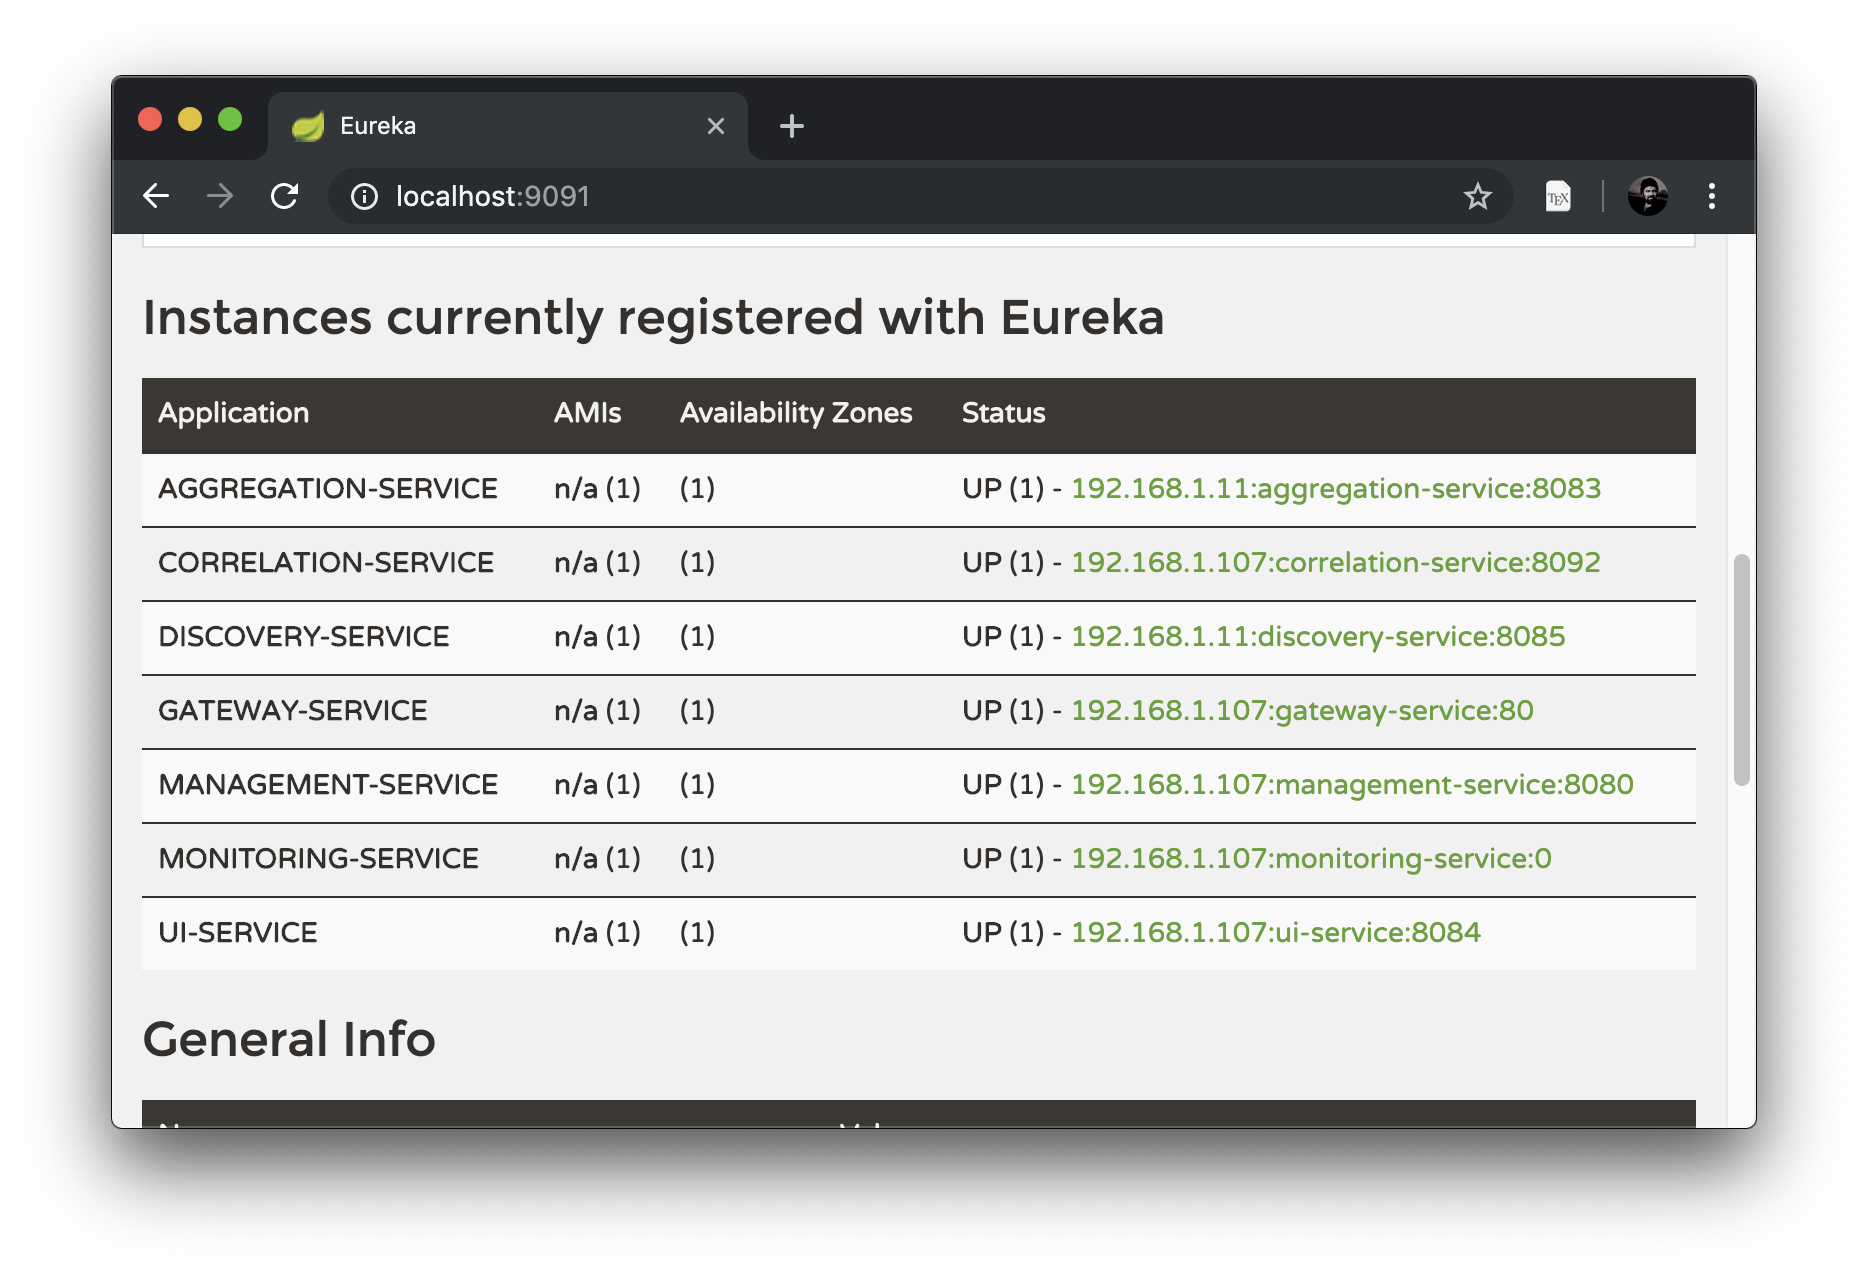 Eureka
localhost:9091
TEX
Instances currently registered with Eureka
Application AMIs Availability Zones Status
AGGREGATION-SERVICE n/a (1) (1) UP (1) - 192.168.1.11:aggregation-service:8083
CORRELATION-SERVICE n/a (1) (1) UP (1) - 192.168.1.107:correlation-service:8092
DISCOVERY-SERVICE n/a (1) (1) UP (1) - 192.168.1.11:discovery-service:8085
GATEWAY-SERVICE n/a (1) (1) UP (1) - 192.168.1.107:gateway-service:80
MANAGEMENT-SERVICE n/a (1) (1) UP (1) - 192.168.1.107:management-service:8080
MONITORING-SERVICE n/a (1) (1) UP (1) - 192.168.1.107:monitoring-service:0
UI-SERVICE n/a (1) (1) UP (1) - 192.168.1.107:ui-service:8084
General Info